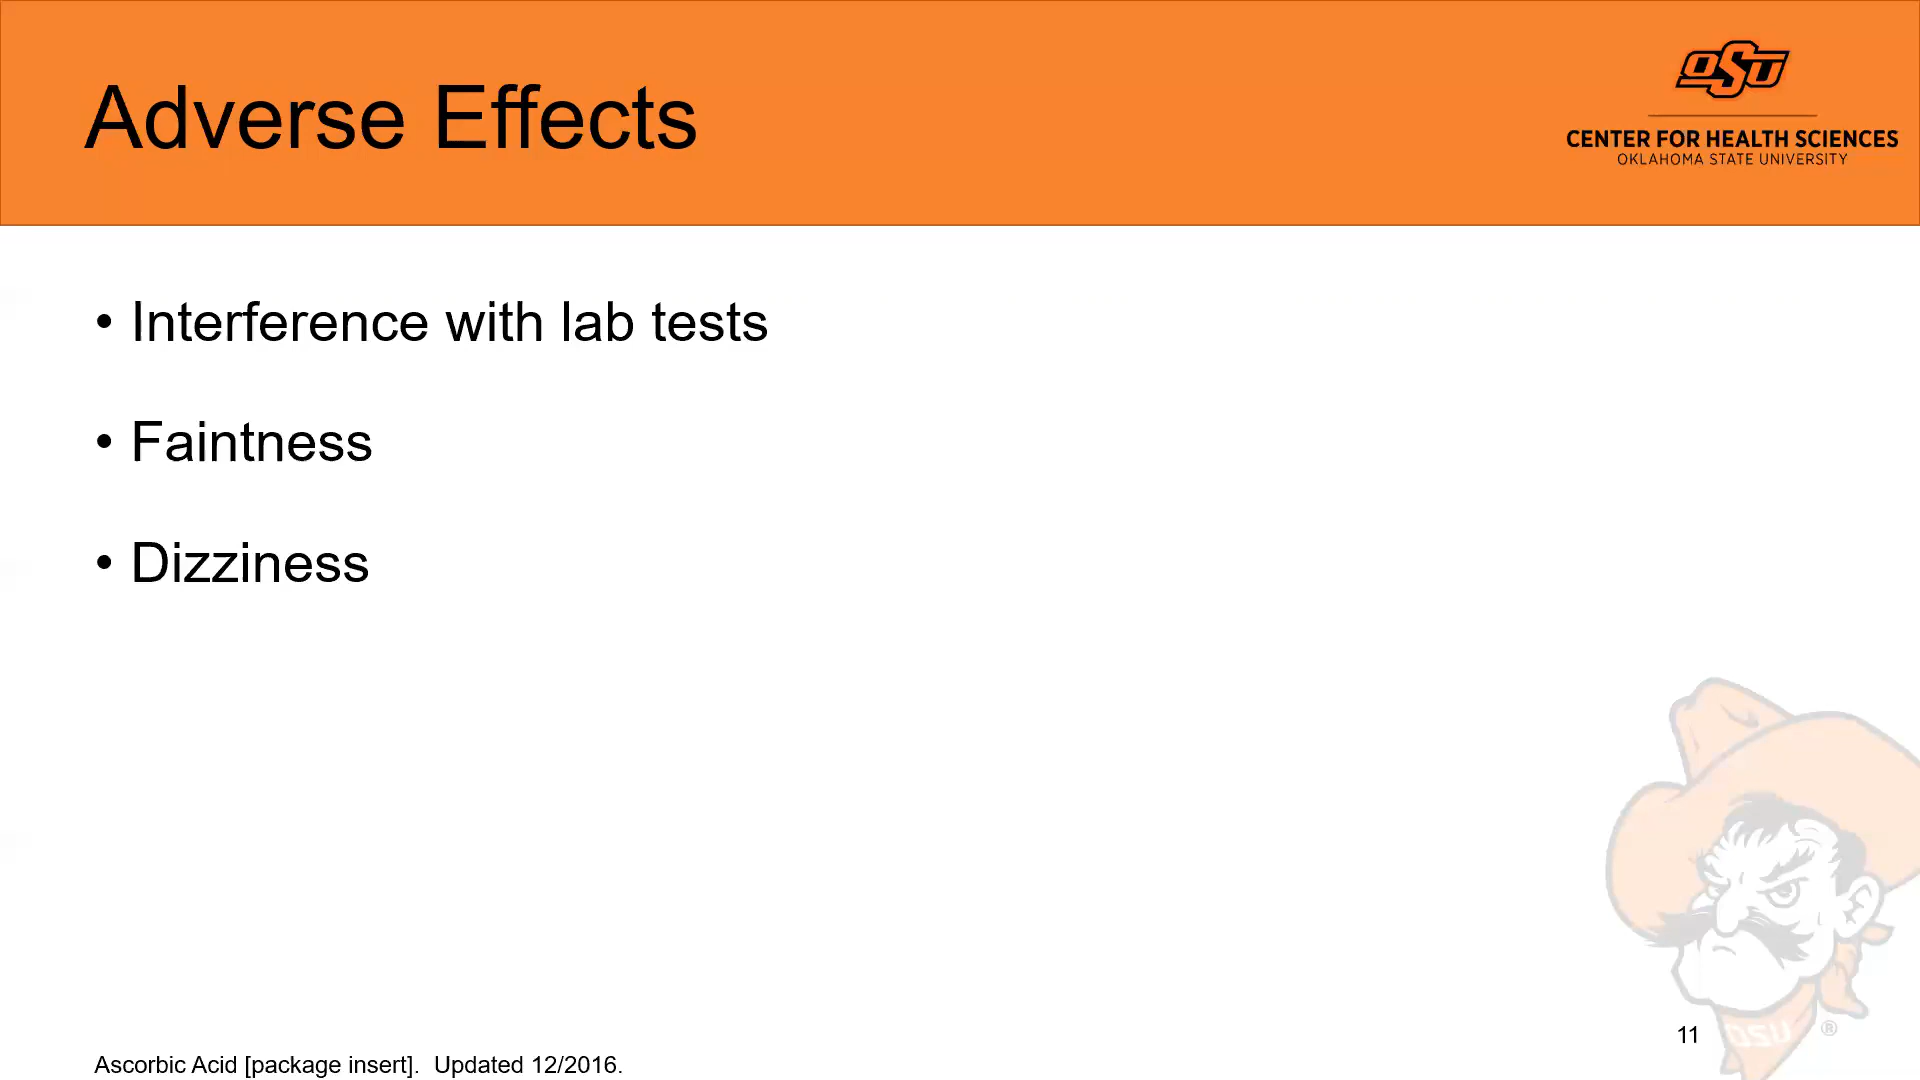 Adverse Effects
OSU
CENTER FOR HEALTH SCIENCES
OKLAHOMA STATE UNIVERSITY
• Interference with lab tests
• Faintness
• Dizziness
11
OSU ®
Ascorbic Acid [package insert].  Updated 12/2016.